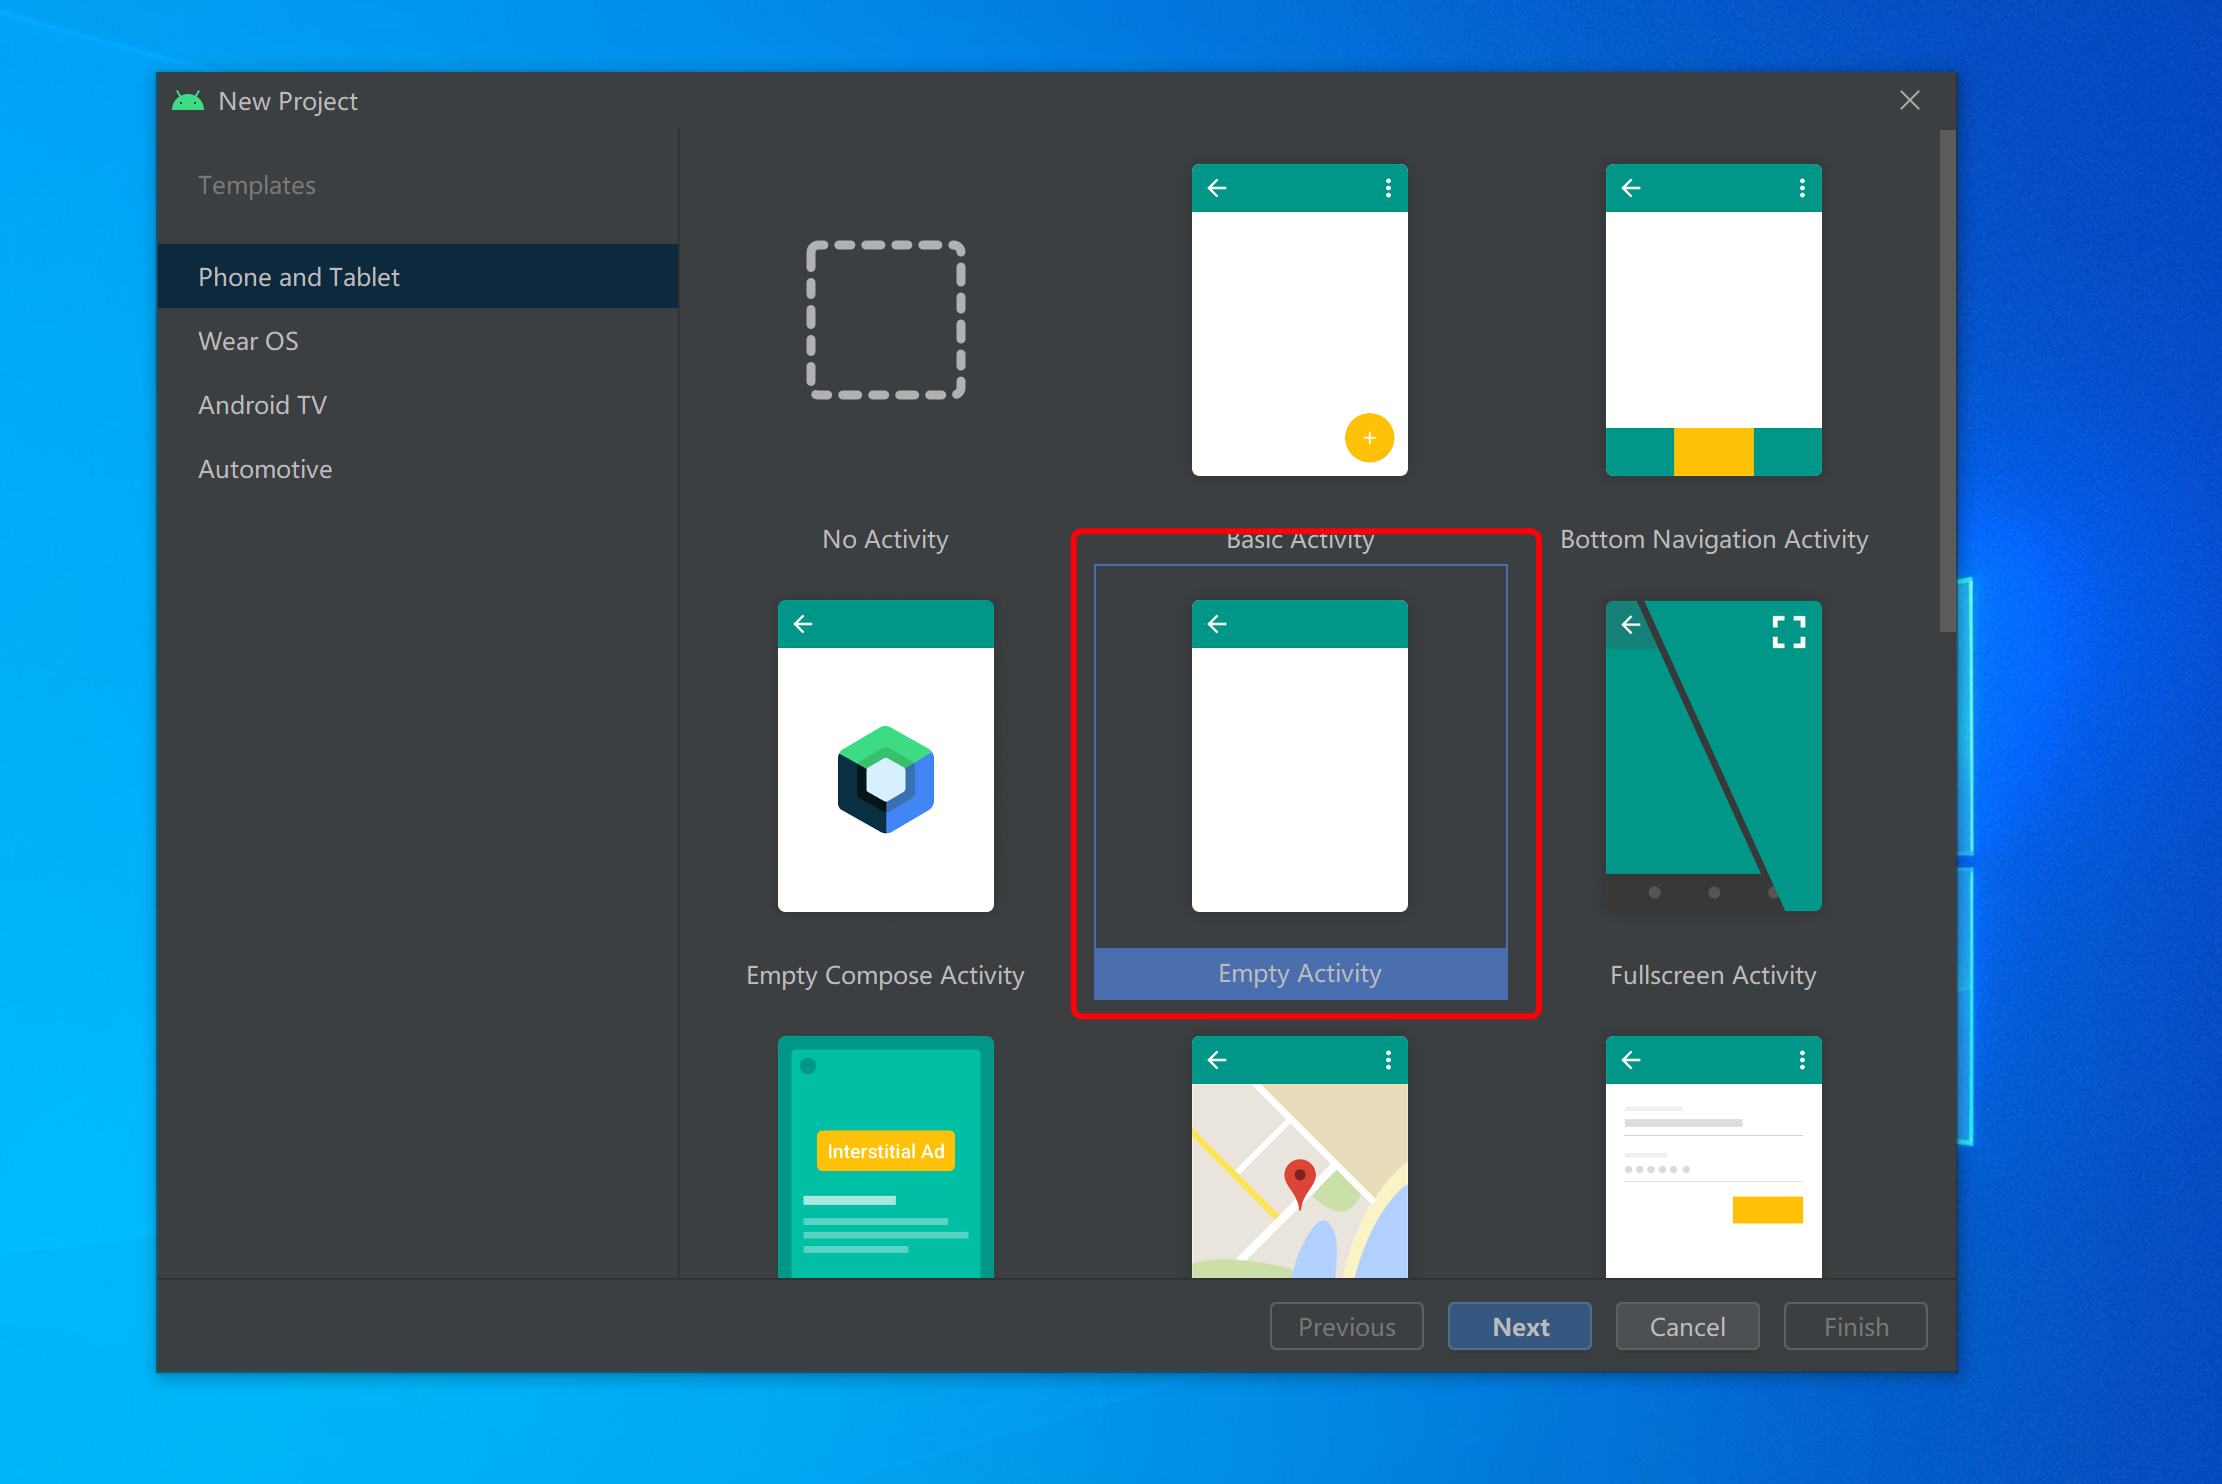 New Project
Templates
Phone and Tablet
Wear OS
Android TV
Automotive
No Activity
Basic Activity
Bottom Navigation Activity
Empty Compose Activity
Empty Activity
Fullscreen Activity
Interstitial Ad
Previous
Next
Cancel
Finish